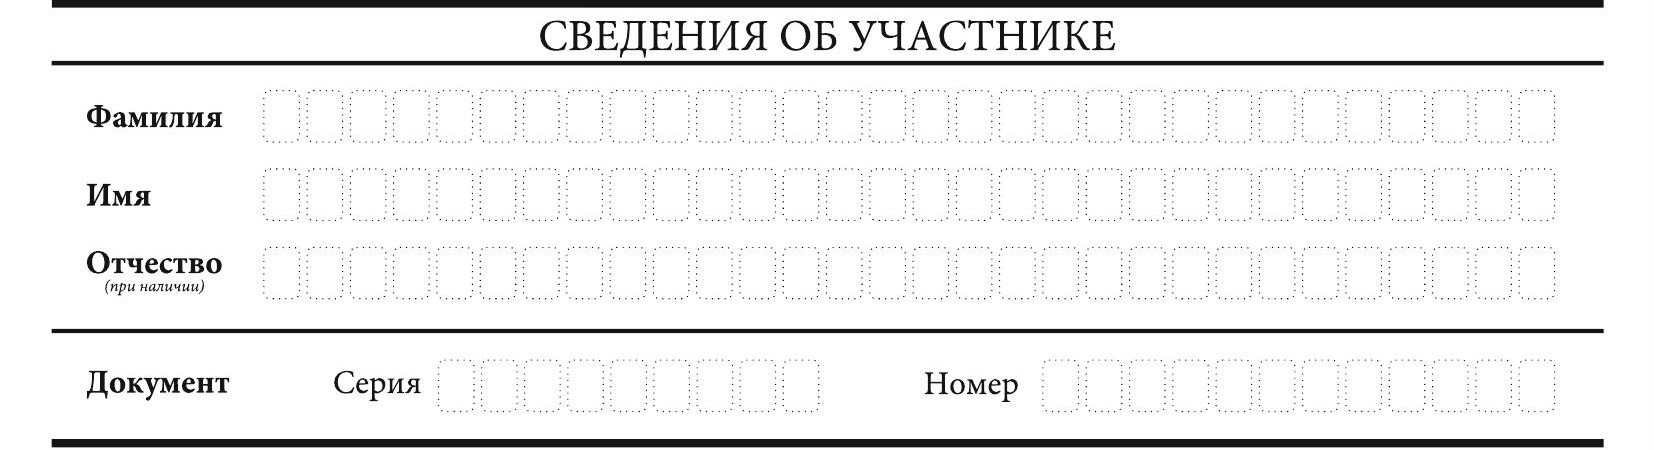 СВЕДЕНИЯ ОБ УЧАСТНИКЕ
Фамилия
Имя
Отчество
(при наличии)
Документ Серия Номер